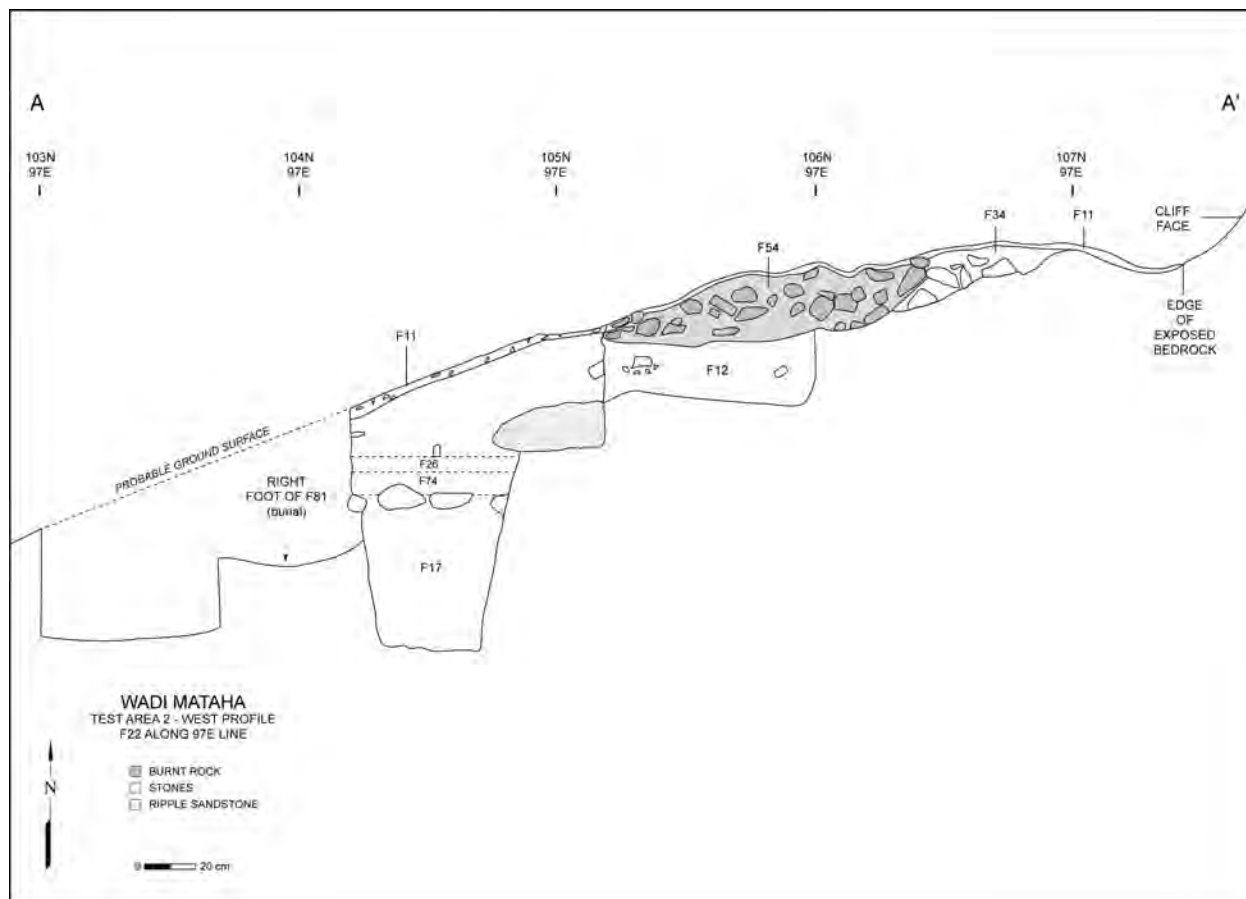 A
A'
103N
97E
104N
97E
105N
97E
106N
97E
107N
97E
F34
F11
CLIFF
FACE
F54
EDGE
OF
EXPOSED
BEDROCK
F11
F12
PROBABLE GROUND SURFACE
F26
F74
RIGHT
FOOT OF F81
(burial)
F17
WADI MATAHA
TEST AREA 2 - WEST PROFILE
F22 ALONG 97E LINE
BURNT ROCK
STONES
RIPPLE SANDSTONE
N
0 20 cm